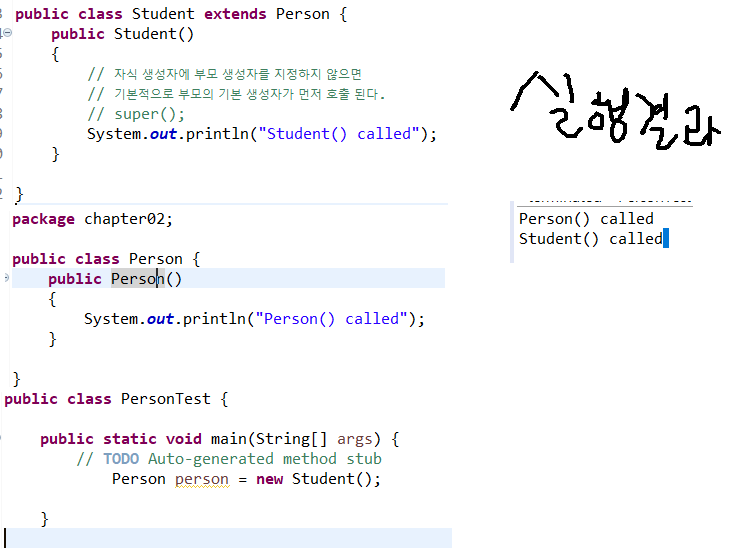 public class Student extends Person {
public Student()
{
// 자식 생성자에 부모 생성자를 지정하지 않으면
// 기본적으로 부모의 기본 생성자가 먼저 호출 된다.
// super();
System.out.println("Student() called");
}
}
package chapter02;
public class Person {
public Person()
{
System.out.println("Person() called");
}
}
public class PersonTest {
public static void main(String[] args) {
// TODO Auto-generated method stub
Person person = new Student();
}
실행결과
Person() called
Student() called